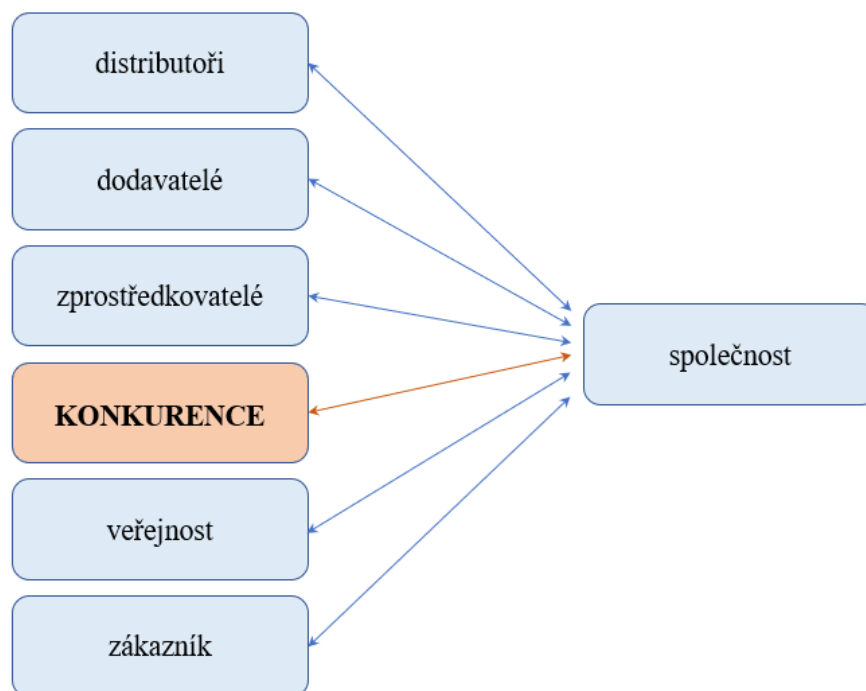 distributoři
dodavatelé
zprostředkovatelé
společnost
KONKURENCE
veřejnost
zákazník